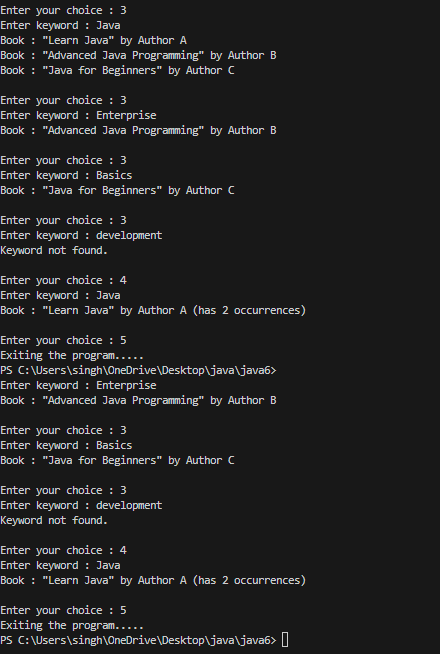 Enter your choice : 3
Enter keyword : Java
Book : "Learn Java" by Author A
Book : "Advanced Java Programming" by Author B
Book : "Java for Beginners" by Author C
Enter your choice : 3
Enter keyword : Enterprise
Book : "Advanced Java Programming" by Author B
Enter your choice : 3
Enter keyword : Basics
Book : "Java for Beginners" by Author C
Enter your choice : 3
Enter keyword : development
Keyword not found.
Enter your choice : 4
Enter keyword : Java
Book : "Learn Java" by Author A (has 2 occurrences)
Enter your choice : 5
Exiting the program.....
PS C:\Users\singh\OneDrive\Desktop\java\java6>
Enter keyword : Enterprise
Book : "Advanced Java Programming" by Author B
Enter your choice : 3
Enter keyword : Basics
Book : "Java for Beginners" by Author C
Enter your choice : 3
Enter keyword : development
Keyword not found.
Enter your choice : 4
Enter keyword : Java
Book : "Learn Java" by Author A (has 2 occurrences)
Enter your choice : 5
Exiting the program.....
PS C:\Users\singh\OneDrive\Desktop\java\java6>